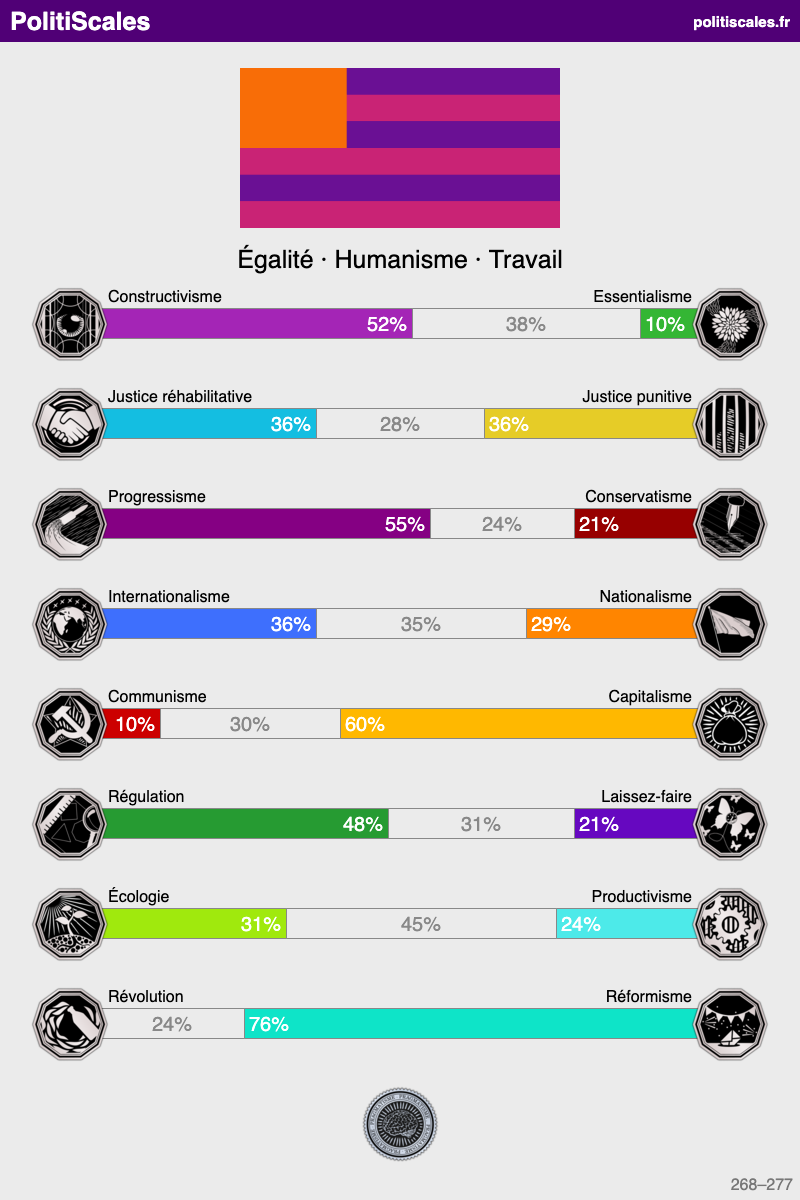 PolitiScales
politiscales.fr
Égalité · Humanisme · Travail
Constructivisme Essentialisme
52% 38% 10%
Justice réhabilitative Justice punitive
36% 28% 36%
Progressisme Conservatisme
55% 24% 21%
Internationalisme Nationalisme
36% 35% 29%
Communisme Capitalisme
10% 30% 60%
Régulation Laissez-faire
48% 31% 21%
Écologie Productivisme
31% 45% 24%
Révolution Réformisme
24% 76%
268–277